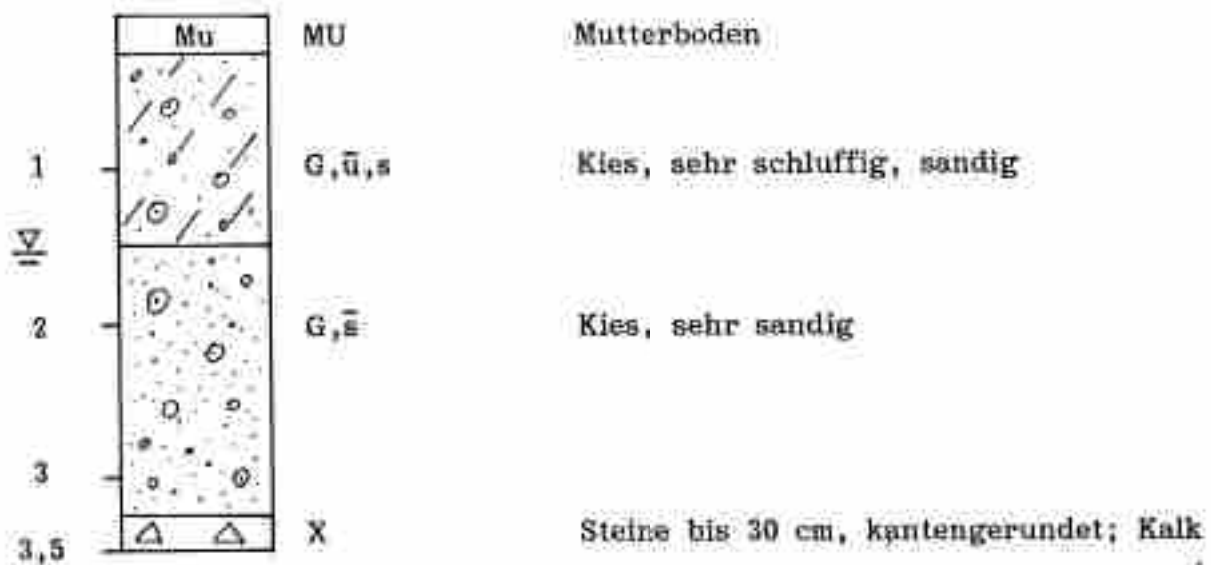 Mu MU Mutterboden
1 G,ū,s Kies, sehr schluffig, sandig
2 G,s̄ Kies, sehr sandig
3
3,5 X Steine bis 30 cm, kantengerundet; Kalk